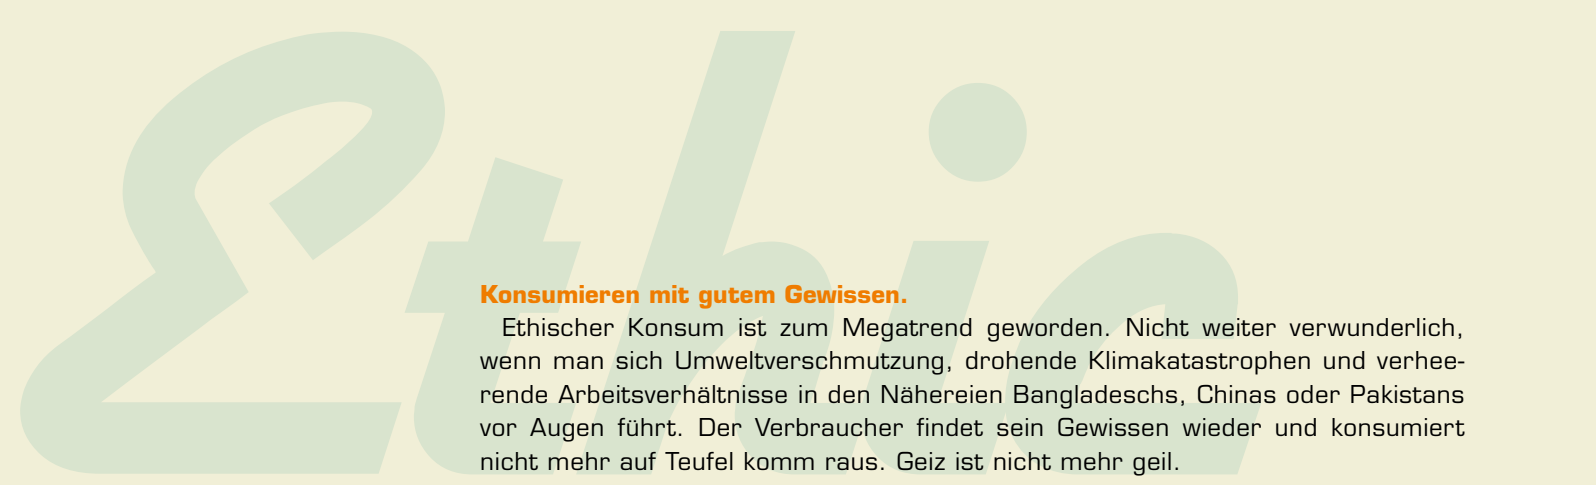 Ethic
Konsumieren mit gutem Gewissen.
Ethischer Konsum ist zum Megatrend geworden. Nicht weiter verwunderlich,
wenn man sich Umweltverschmutzung, drohende Klimakatastrophen und verhee-
rende Arbeitsverhältnisse in den Nähereien Bangladeschs, Chinas oder Pakistans
vor Augen führt. Der Verbraucher findet sein Gewissen wieder und konsumiert
nicht mehr auf Teufel komm raus. Geiz ist nicht mehr geil.